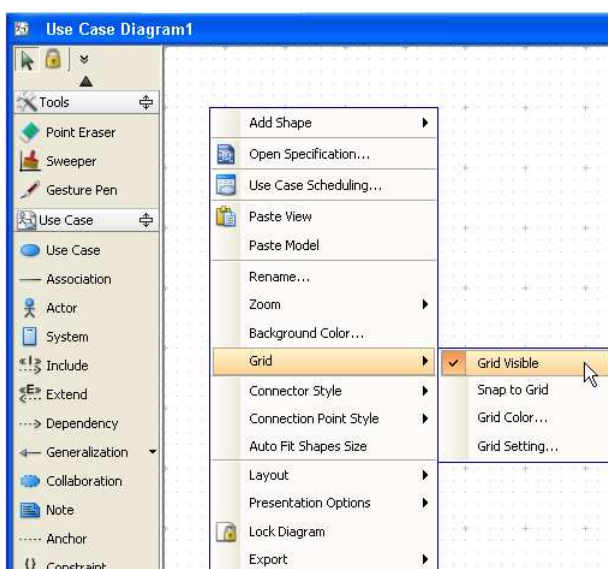 Use Case Diagram1
Tools
Point Eraser
Sweeper
Gesture Pen
Use Case
Use Case
Association
Actor
System
Include
Extend
Dependency
Generalization
Collaboration
Note
Anchor
Constraint
Add Shape
Open Specification...
Use Case Scheduling...
Paste View
Paste Model
Rename...
Zoom
Background Color...
Grid
Connector Style
Connection Point Style
Auto Fit Shapes Size
Layout
Presentation Options
Lock Diagram
Export
Grid Visible
Snap to Grid
Grid Color...
Grid Setting...